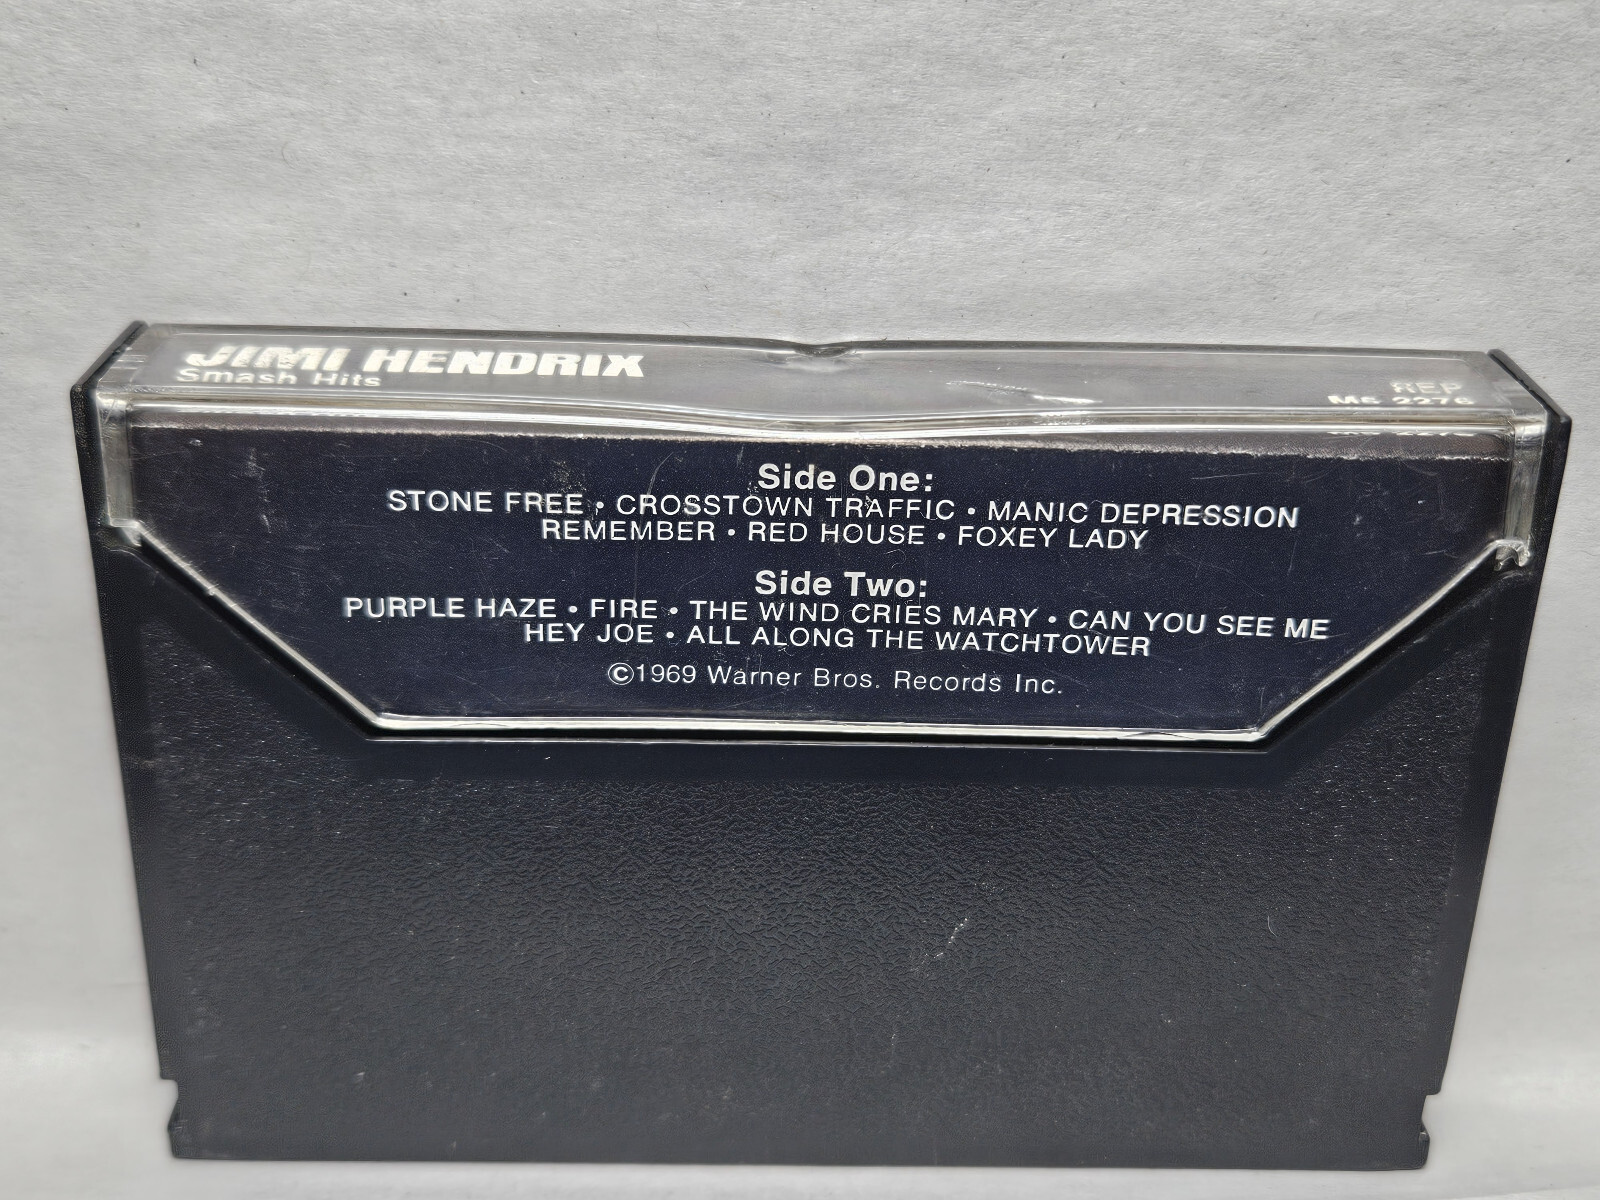 JIMI HENDRIX
Smash Hits
REP
M5 2276
Side One:
STONE FREE • CROSSTOWN TRAFFIC • MANIC DEPRESSION
REMEMBER • RED HOUSE • FOXEY LADY
Side Two:
PURPLE HAZE • FIRE • THE WIND CRIES MARY • CAN YOU SEE ME
HEY JOE • ALL ALONG THE WATCHTOWER
©1969 Warner Bros. Records Inc.